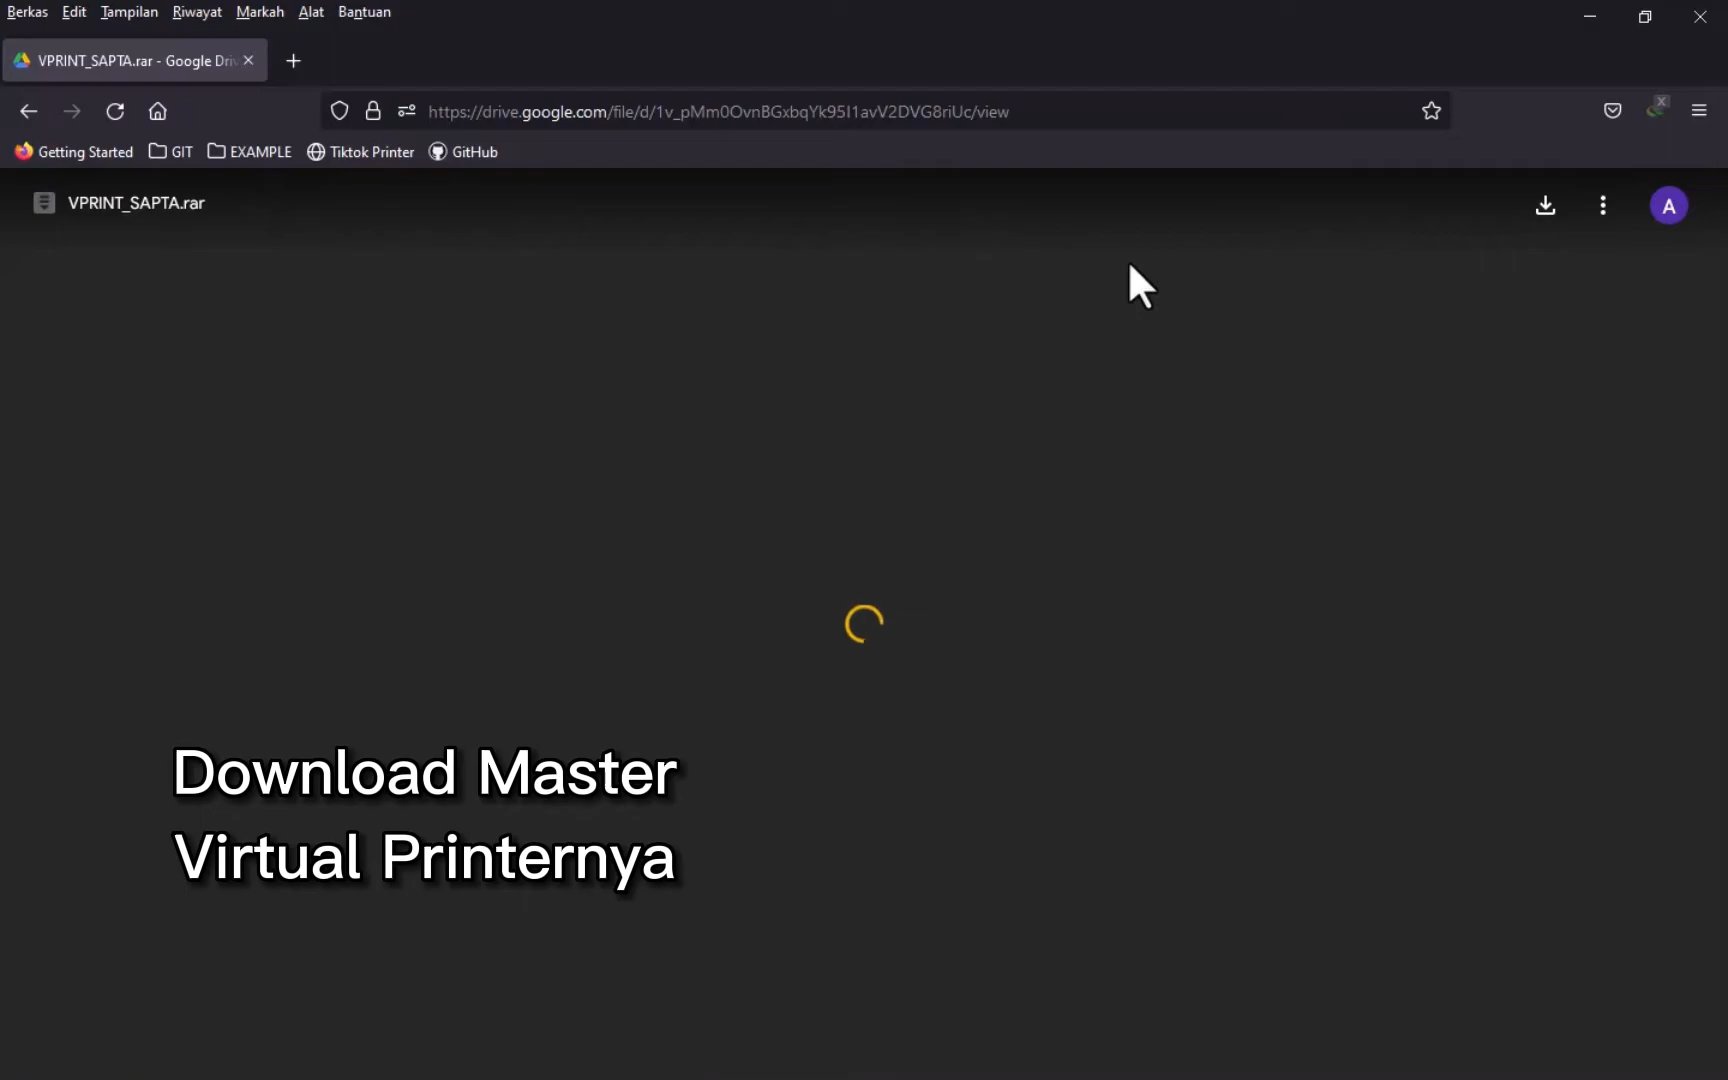 Berkas Edit Tampilan Riwayat Markah Alat Bantuan
VPRINT_SAPTA.rar - Google Driv
https://drive.google.com/file/d/1v_pMm0OvnBGxbqYk95I1avV2DVG8riUc/view
Getting Started GIT EXAMPLE Tiktok Printer GitHub
VPRINT_SAPTA.rar
A
Download Master
Virtual Printernya